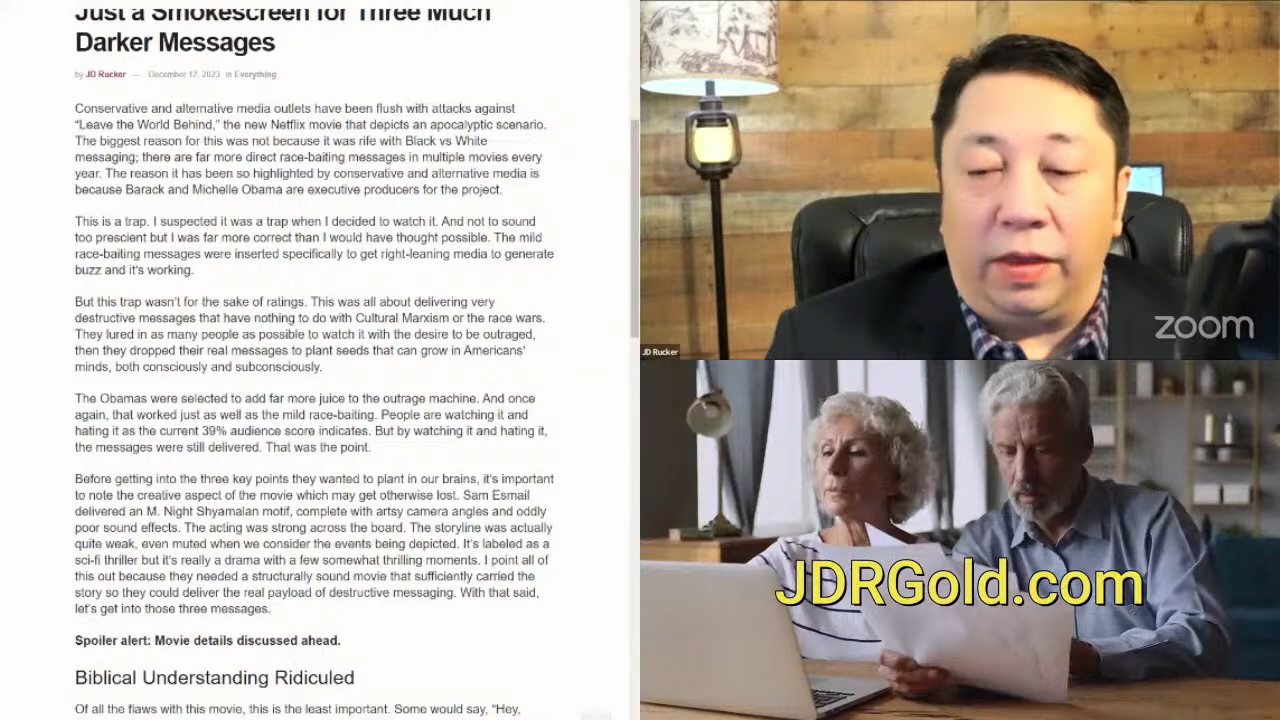 Just a Smokescreen for Three Much
Darker Messages
by JD Rucker — December 12, 2023 in Everything
Conservative and alternative media outlets have been flush with attacks against
“Leave the World Behind,” the new Netflix movie that depicts an apocalyptic scenario.
The biggest reason for this was not because it was rife with Black vs White
messaging; there are far more direct race-baiting messages in multiple movies every
year. The reason it has been so highlighted by conservative and alternative media is
because Barack and Michelle Obama are executive producers for the project.
This is a trap. I suspected it was a trap when I decided to watch it. And not to sound
too prescient but I was far more correct than I would have thought possible. The mild
race-baiting messages were inserted specifically to get right-leaning media to generate
buzz and it's working.
But this trap wasn't for the sake of ratings. This was all about delivering very
destructive messages that have nothing to do with Cultural Marxism or the race wars.
They lured in as many people as possible to watch it with the desire to be outraged,
then they dropped their real messages to plant seeds that can grow in Americans'
minds, both consciously and subconsciously.
The Obamas were selected to add far more juice to the outrage machine. And once
again, that worked just as well as the mild race-baiting. People are watching it and
hating it as the current 39% audience score indicates. But by watching it and hating it,
the messages were still delivered. That was the point.
Before getting into the three key points they wanted to plant in our brains, it's important
to note the creative aspect of the movie which may get otherwise lost. Sam Esmail
delivered an M. Night Shyamalan motif, complete with artsy camera angles and oddly
poor sound effects. The acting was strong across the board. The storyline was actually
quite weak, even muted when we consider the events being depicted. It's labeled as a
sci-fi thriller but it's really a drama with a few somewhat thrilling moments. I point all of
this out because they needed a structurally sound movie that sufficiently carried the
story so they could deliver the real payload of destructive messaging. With that said,
let's get into those three messages.
Spoiler alert: Movie details discussed ahead.
Biblical Understanding Ridiculed
Of all the flaws with this movie, this is the least important. Some would say, “Hey,
zoom
JD Rucker
JDRGold.com